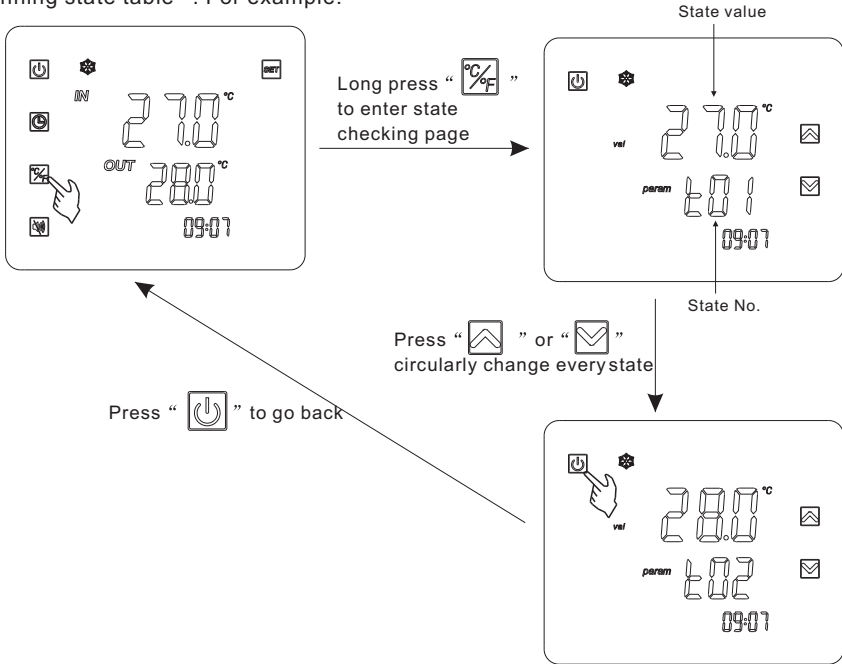 nning state table ". For example:
State value
SET
IN 27.0 °C
OUT 28.0 °C
09:07
Long press “ °C/°F ”
to enter state
checking page
val 27.0 °C
param t01
09:07
State No.
Press “ ” or “ ”
circularly change every state
Press “ ” to go back
val 28.0 °C
param t02
09:07